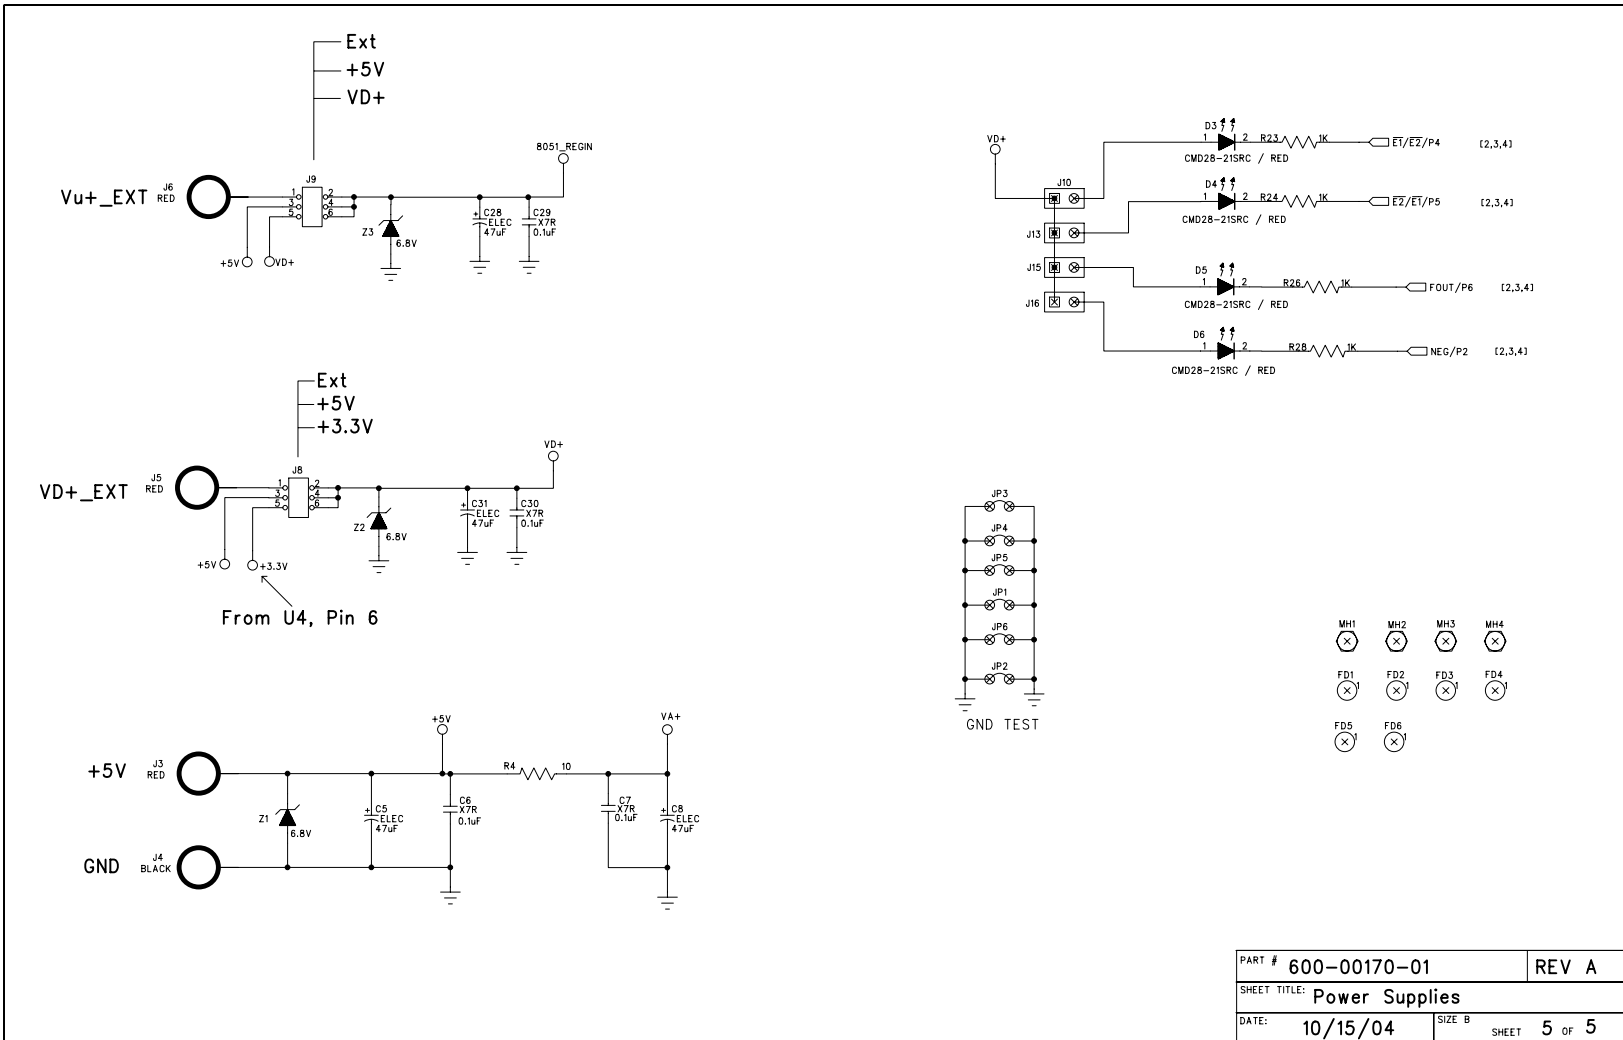 Ext
+5V
VD+
8051_REGIN
Vu+_EXT
J6
RED
J9
1 2
3 4
5 6
Z3
6.8V
+ C28
ELEC
47uF
C29
X7R
0.1uF
+5V
VD+
Ext
+5V
+3.3V
VD+
VD+_EXT
J5
RED
J8
1 2
3 4
5 6
Z2
6.8V
+ C31
ELEC
47uF
C30
X7R
0.1uF
+5V
+3.3V
From U4, Pin 6
+5V
VA+
+5V
J3
RED
R4 10
Z1
6.8V
+ C5
ELEC
47uF
C6
X7R
0.1uF
C7
X7R
0.1uF
+ C8
ELEC
47uF
GND
J4
BLACK
VD+
J10
J13
J15
J16
D3
1 2
R23 1K
E1/E2/P4 [2,3,4]
CMD28-21SRC / RED
D4
1 2
R24 1K
E2/E1/P5 [2,3,4]
CMD28-21SRC / RED
D5
1 2
R26 1K
FOUT/P6 [2,3,4]
CMD28-21SRC / RED
D6
1 2
R28 1K
NEG/P2 [2,3,4]
CMD28-21SRC / RED
JP3
JP4
JP5
JP1
JP6
JP2
GND TEST
MH1 MH2 MH3 MH4
FD1 FD2 FD3 FD4
1 1 1 1
FD5 FD6
1 1
PART # 600-00170-01 REV A
SHEET TITLE: Power Supplies
DATE: 10/15/04 SIZE B SHEET 5 OF 5